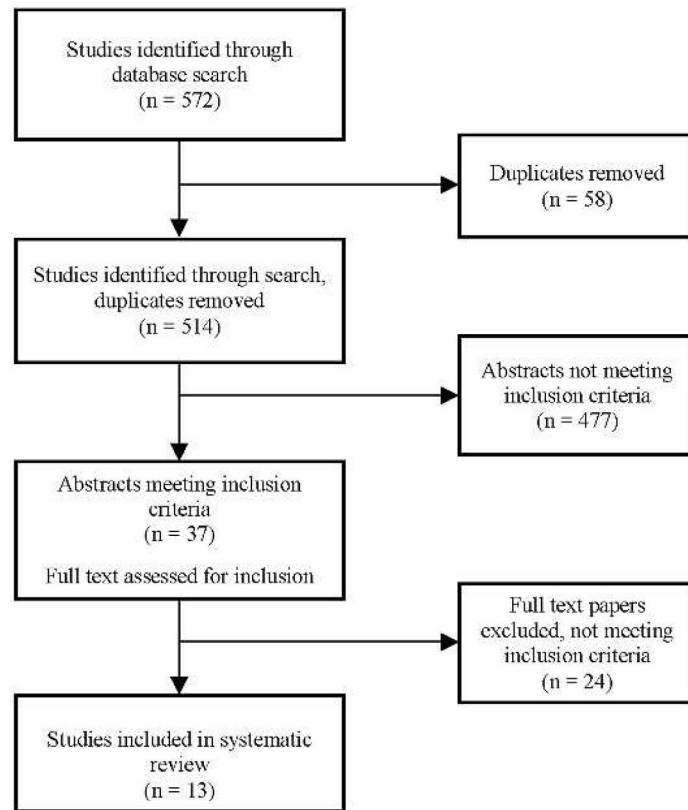 Studies identified through
database search
(n = 572)
Duplicates removed
(n = 58)
Studies identified through search,
duplicates removed
(n = 514)
Abstracts not meeting
inclusion criteria
(n = 477)
Abstracts meeting inclusion
criteria
(n = 37)
Full text assessed for inclusion
Full text papers
excluded, not meeting
inclusion criteria
(n = 24)
Studies included in systematic
review
(n = 13)